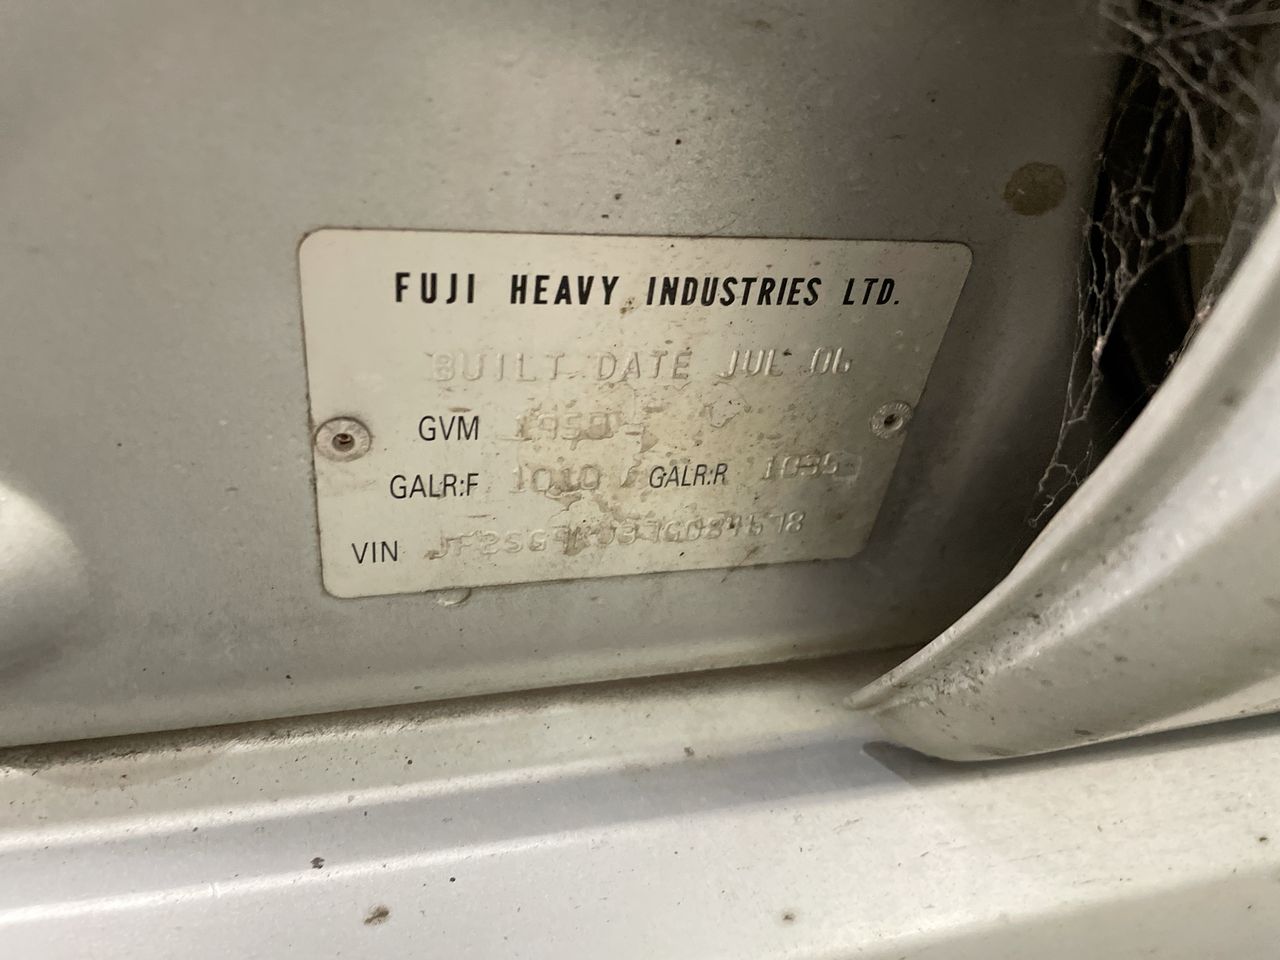 FUJI HEAVY INDUSTRIES LTD.
BUILT DATE JUL 06
GVM
GALR:F 1010 GALR:R
VIN